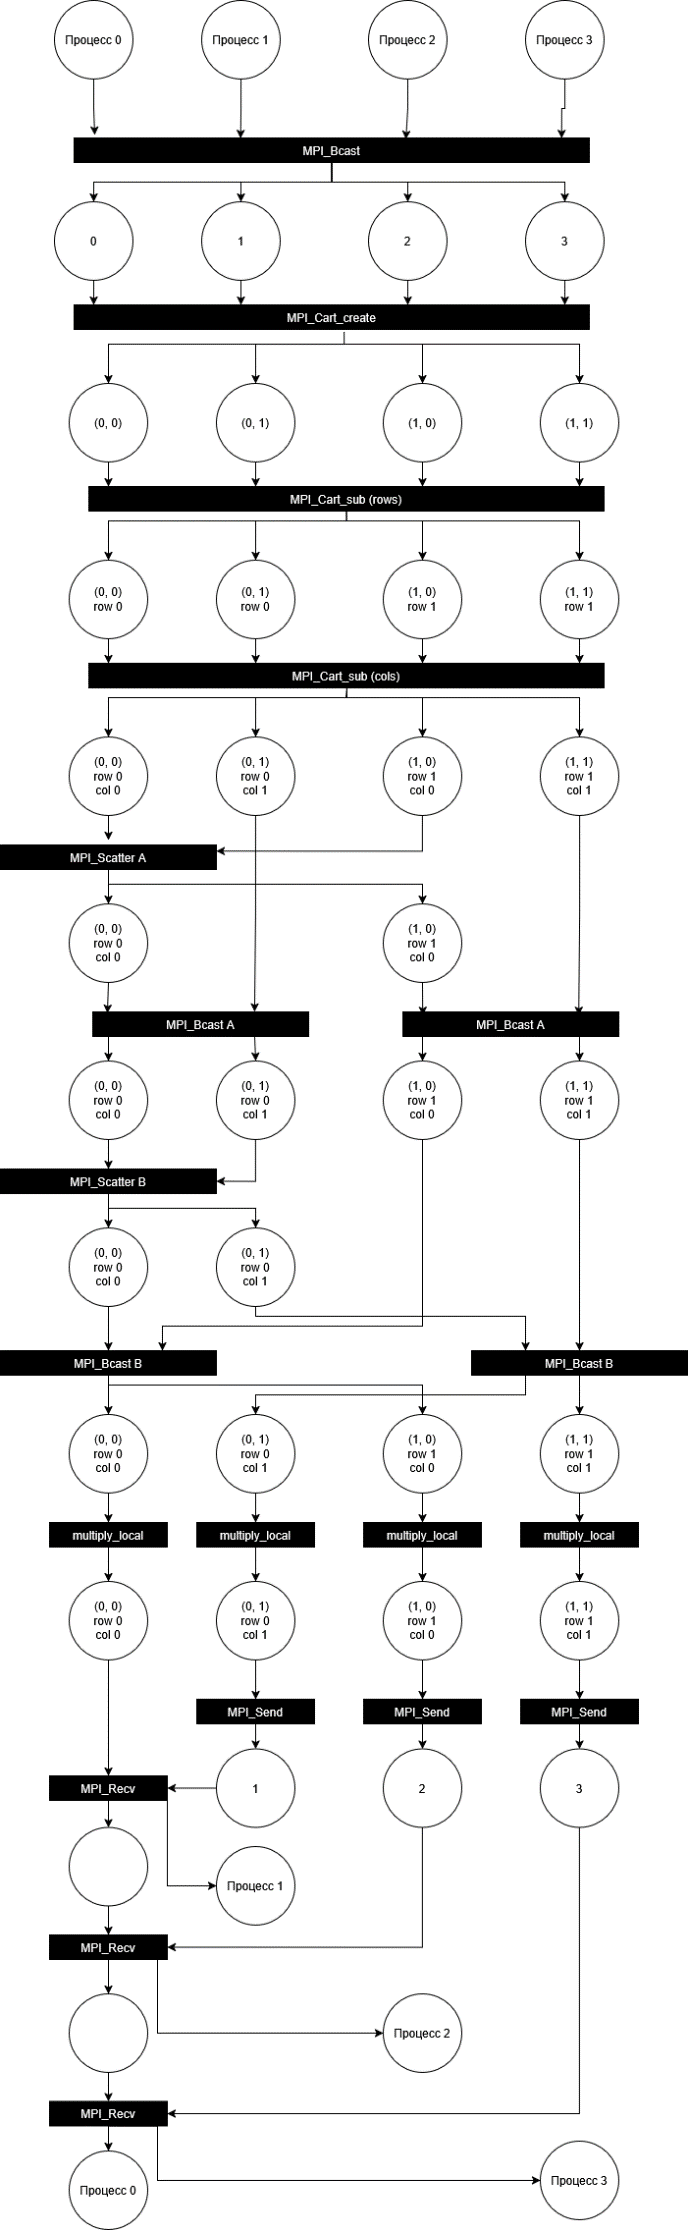 Процесс 0
Процесс 1
Процесс 2
Процесс 3
MPI_Bcast
0
1
2
3
MPI_Cart_create
(0, 0)
(0, 1)
(1, 0)
(1, 1)
MPI_Cart_sub (rows)
(0, 0)
row 0
(0, 1)
row 0
(1, 0)
row 1
(1, 1)
row 1
MPI_Cart_sub (cols)
(0, 0)
row 0
col 0
(0, 1)
row 0
col 1
(1, 0)
row 1
col 0
(1, 1)
row 1
col 1
MPI_Scatter A
(0, 0)
row 0
col 0
(1, 0)
row 1
col 0
MPI_Bcast A
MPI_Bcast A
(0, 0)
row 0
col 0
(0, 1)
row 0
col 1
(1, 0)
row 1
col 0
(1, 1)
row 1
col 1
MPI_Scatter B
(0, 0)
row 0
col 0
(0, 1)
row 0
col 1
MPI_Bcast B
MPI_Bcast B
(0, 0)
row 0
col 0
(0, 1)
row 0
col 1
(1, 0)
row 1
col 0
(1, 1)
row 1
col 1
multiply_local
multiply_local
multiply_local
multiply_local
(0, 0)
row 0
col 0
(0, 1)
row 0
col 1
(1, 0)
row 1
col 0
(1, 1)
row 1
col 1
MPI_Send
MPI_Send
MPI_Send
MPI_Recv
1
2
3
Процесс 1
MPI_Recv
Процесс 2
MPI_Recv
Процесс 0
Процесс 3